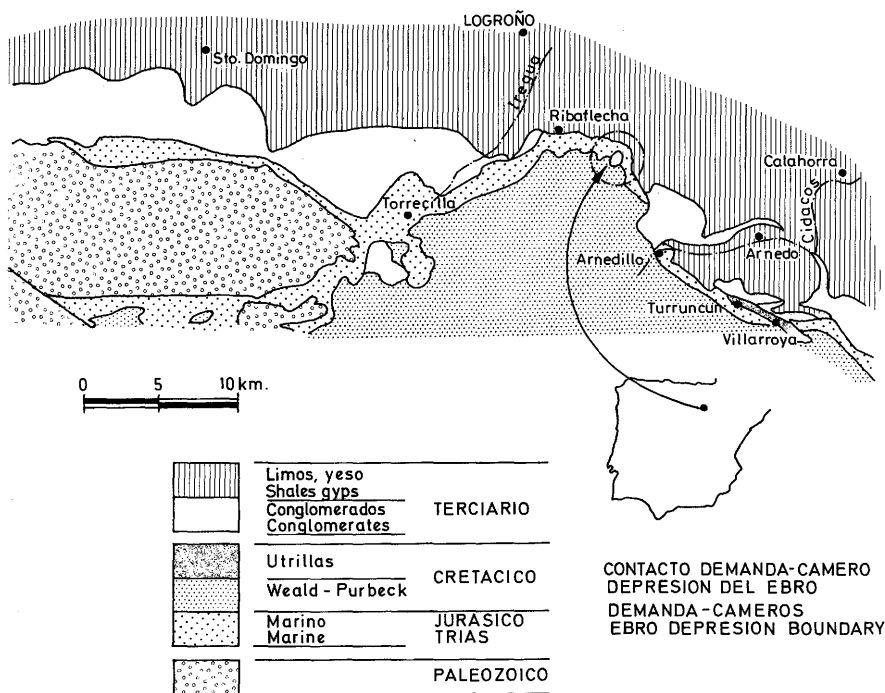 LOGROÑO
Sto. Domingo
Iregua
Ribaflecha
Calahorra
Torrecilla
Cidacos
Arnedillo
Arnedo
Turruncun
Villarroya
0 5 10 km.
Limos, yeso
Shales gyps
Conglomerados
Conglomerates
TERCIARIO
Utrillas
Weald - Purbeck
CRETACICO
Marino
Marine
JURASICO
TRIAS
PALEOZOICO
CONTACTO DEMANDA-CAMERO
DEPRESION DEL EBRO
DEMANDA-CAMEROS
EBRO DEPRESION BOUNDARY